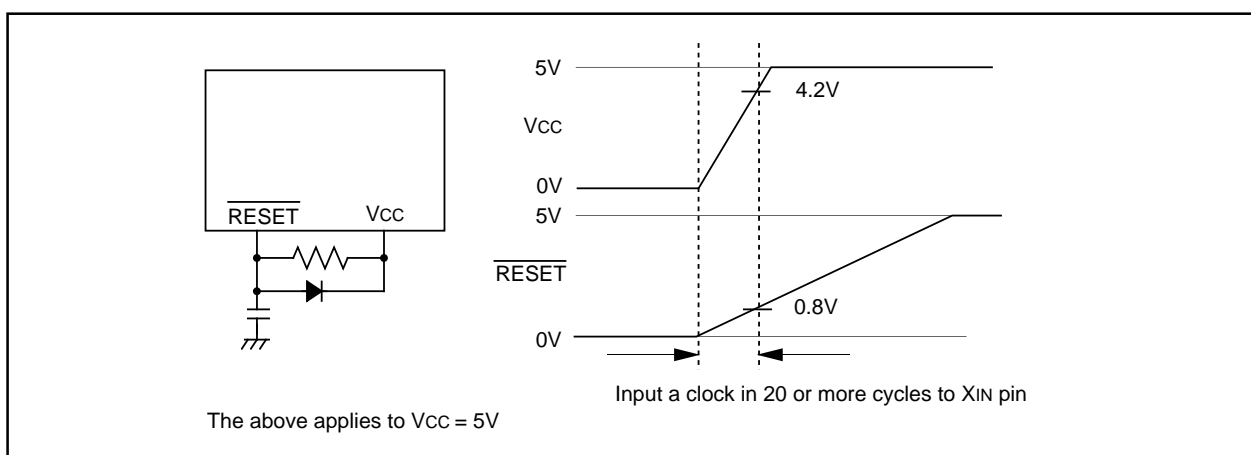 RESET VCC
The above applies to VCC = 5V
5V
4.2V
VCC
0V
5V
RESET
0.8V
0V
Input a clock in 20 or more cycles to XIN pin